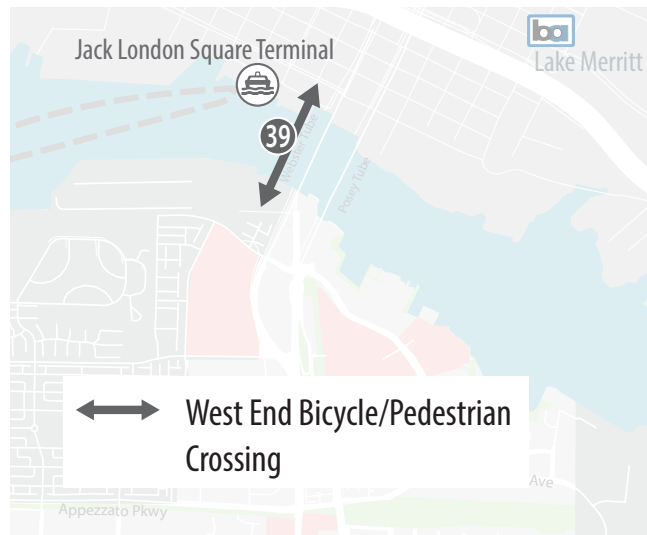 Jack London Square Terminal
ba
Lake Merritt
39
Webster Tube
Posey Tube
West End Bicycle/Pedestrian
Crossing
Ave
Appezzato Pkwy